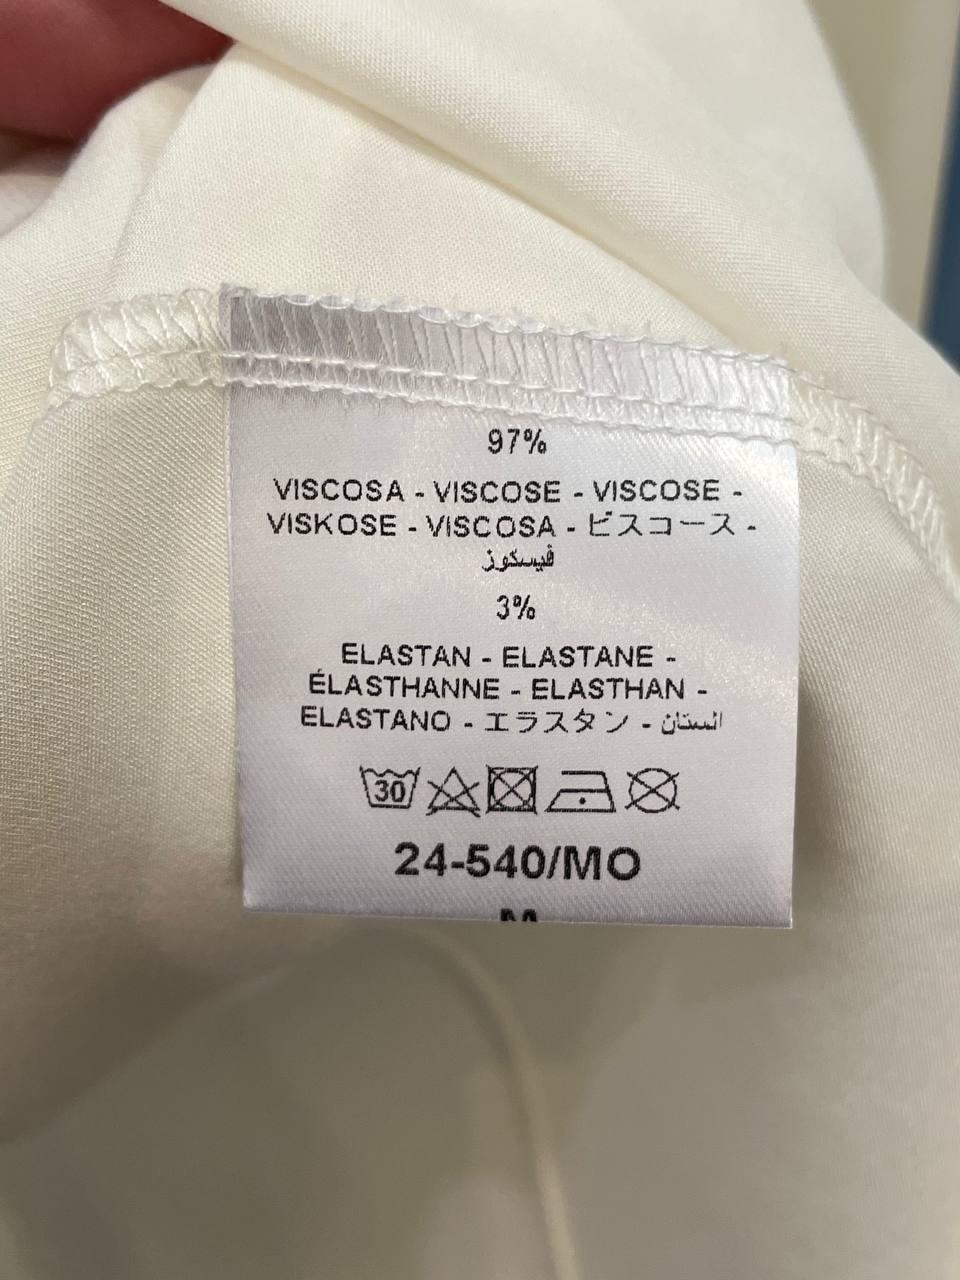 97%
VISCOSA - VISCOSE - VISCOSE -
VISKOSE - VISCOSA - ビスコース -
فيسكوز
3%
ELASTAN - ELASTANE -
ÉLASTHANNE - ELASTHAN -
ELASTANO - エラスタン - الستان
30
24-540/MO
M